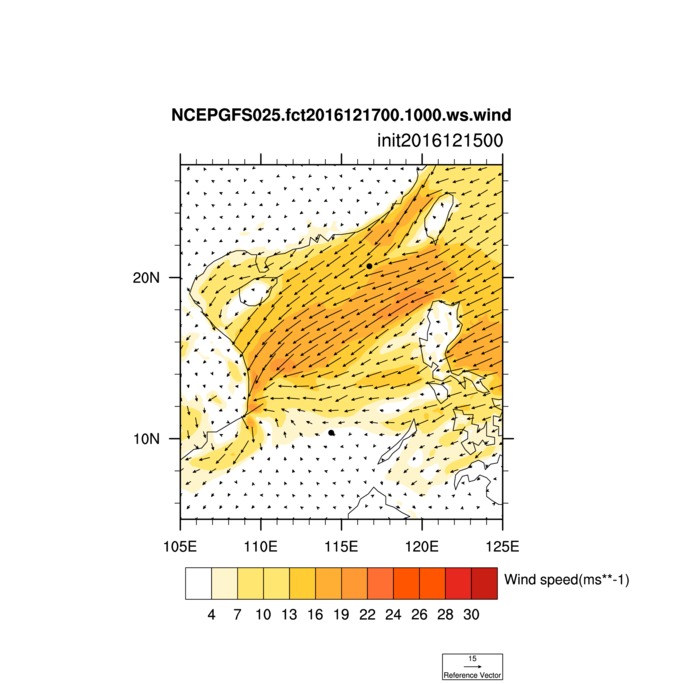 NCEPGFS025.fct2016121700.1000.ws.wind
init2016121500
20N
10N
105E 110E 115E 120E 125E
Wind speed(ms**-1)
4 7 10 13 16 19 22 24 26 28 30
15
Reference Vector